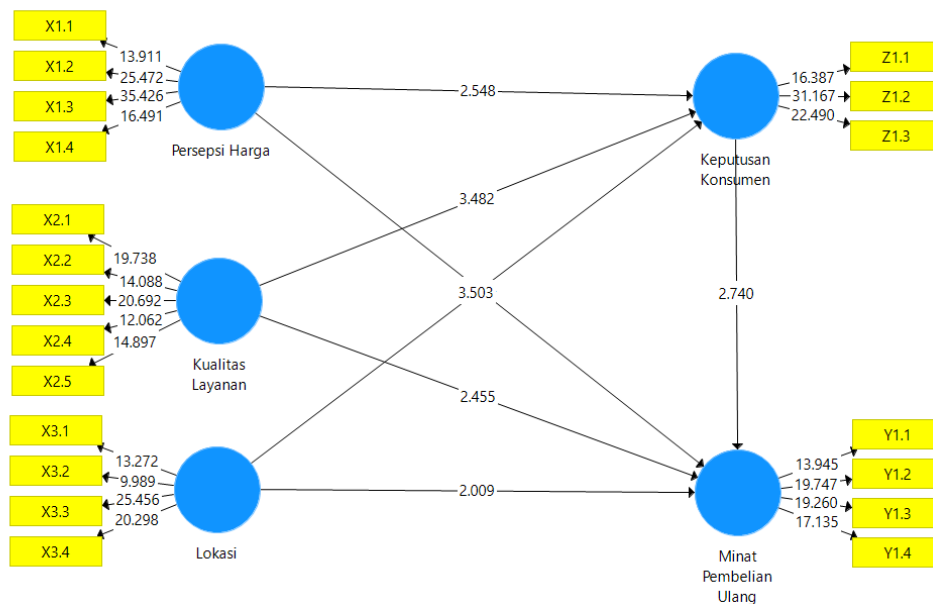 X1.1
X1.2
X1.3
X1.4
13.911
25.472
35.426
16.491
Persepsi Harga
X2.1
X2.2
X2.3
X2.4
X2.5
19.738
14.088
20.692
12.062
14.897
Kualitas
Layanan
X3.1
X3.2
X3.3
X3.4
13.272
9.989
25.456
20.298
Lokasi
2.548
3.482
3.503
2.455
2.009
2.740
Keputusan
Konsumen
16.387
31.167
22.490
Z1.1
Z1.2
Z1.3
Minat
Pembelian
Ulang
13.945
19.747
19.260
17.135
Y1.1
Y1.2
Y1.3
Y1.4